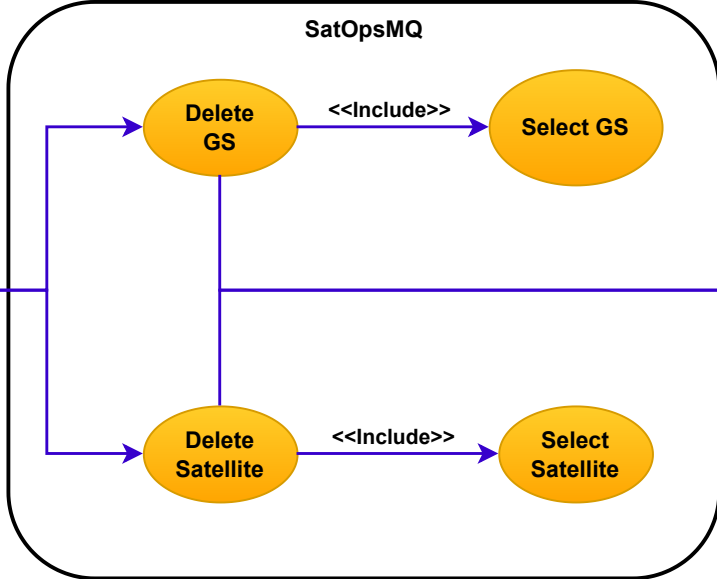 SatOpsMQ
Delete
GS
<<Include>>
Select GS
Delete
Satellite
<<Include>>
Select
Satellite